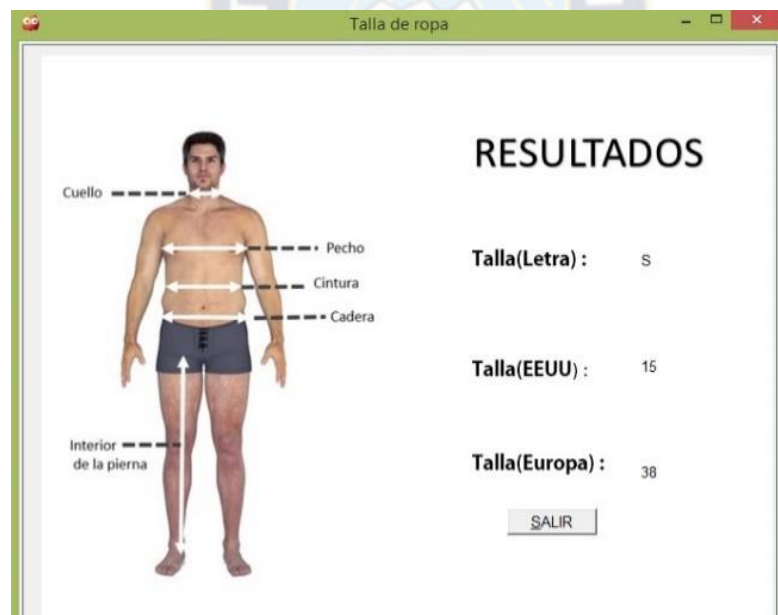 Talla de ropa
RESULTADOS
Cuello
Pecho
Cintura
Cadera
Interior
de la pierna
Talla(Letra) :
S
Talla(EEUU) :
15
Talla(Europa) :
38
SALIR